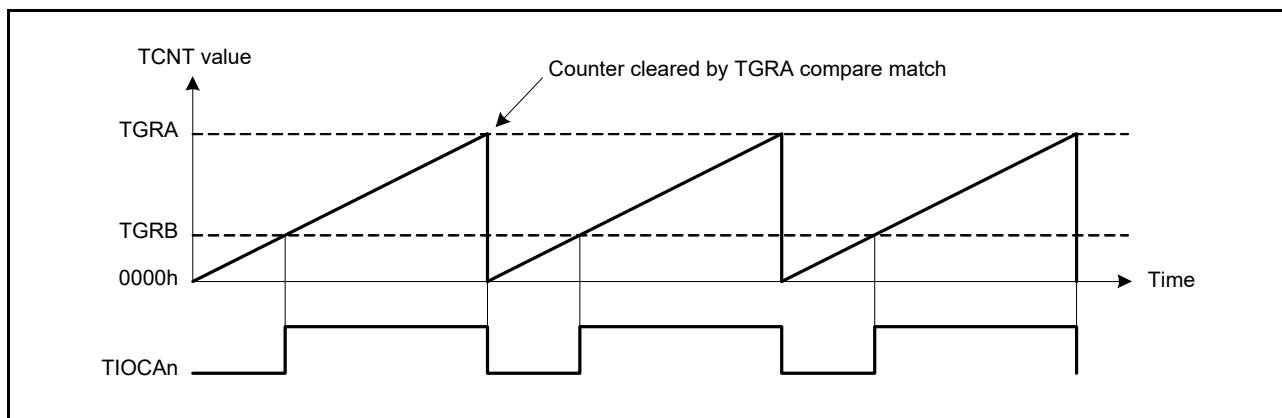 TCNT value
Counter cleared by TGRA compare match
TGRA
TGRB
0000h
Time
TIOCAn